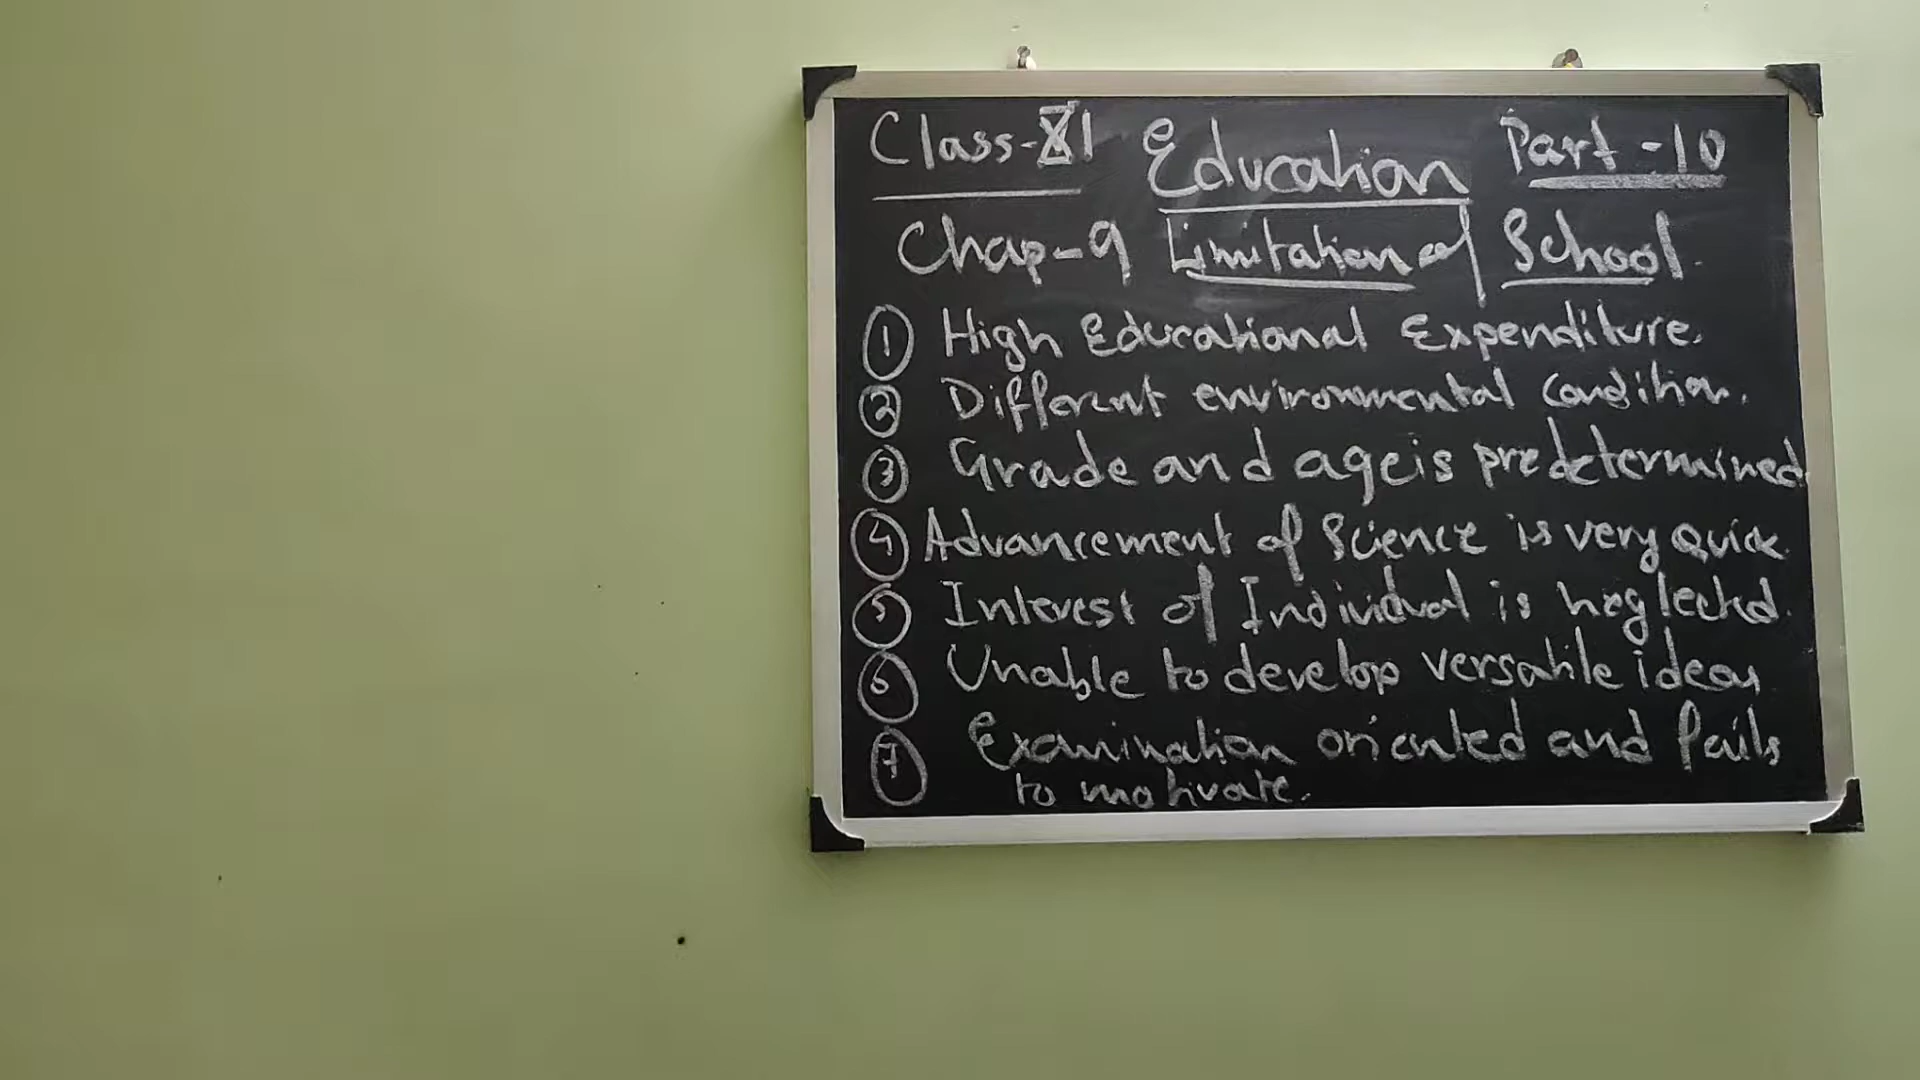 Class-XI Education Part-10
Chap-9 Limitation of School.
1 High Educational Expenditure.
2 Different environmental Condition.
3 Grade and age is predetermined.
4 Advancement of Science is very quick.
5 Interest of Individual is neglected.
6 Unable to develop versatile ideas
7 Examination oriented and fails
to motivate.